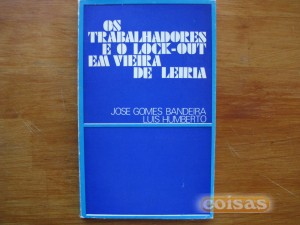 OS
TRABALHADORES
E O LOCK-OUT
EM VIEIRA
DE LEIRIA
JOSE GOMES BANDEIRA
LUIS HUMBERTO
coisas